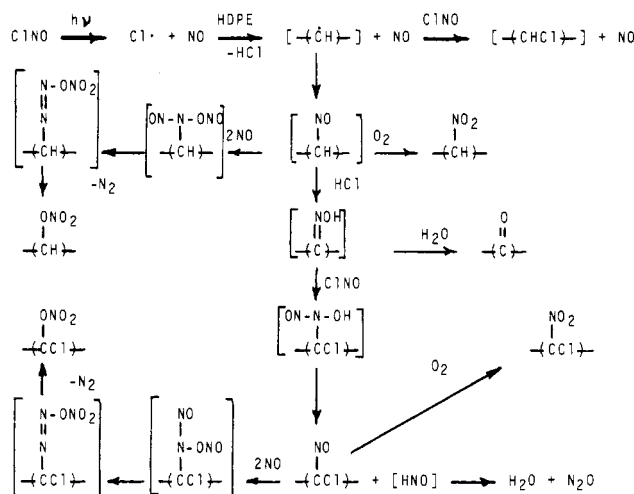 ClNO hν Cl· + NO HDPE -HCl [-(ĊH)-] + NO ClNO [-(CHCl)-] + NO
N-ONO2
N
-(CH)-
-N2
ON-N-ONO
-(CH)-
2NO
NO
-(CH)-
O2
NO2
-(CH)-
HCl
ONO2
-(CH)-
NOH
-(C)-
H2O
O
-(C)-
ClNO
ON-N-OH
-(CCl)-
ONO2
-(CCl)-
-N2
O2
NO2
-(CCl)-
N-ONO2
N
-(CCl)-
NO
N-ONO
-(CCl)-
2NO
NO
-(CCl)- + [HNO] H2O + N2O